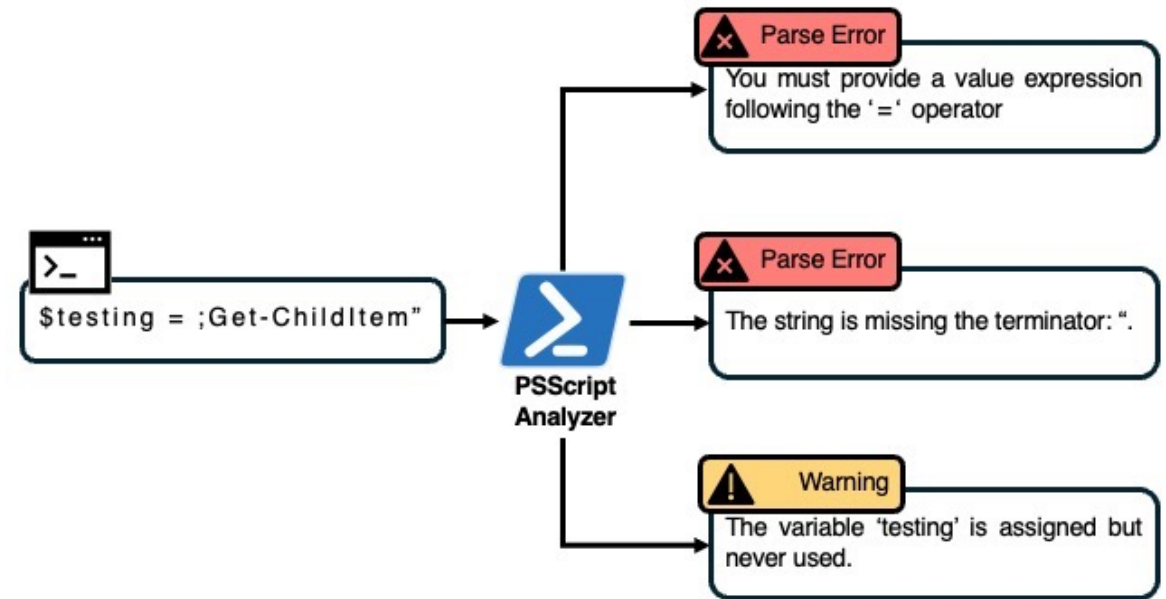 Parse Error
You must provide a value expression
following the ‘=‘ operator
>_
$testing = ;Get-ChildItem”
PSScript
Analyzer
Parse Error
The string is missing the terminator: “.
Warning
The variable ‘testing’ is assigned but
never used.